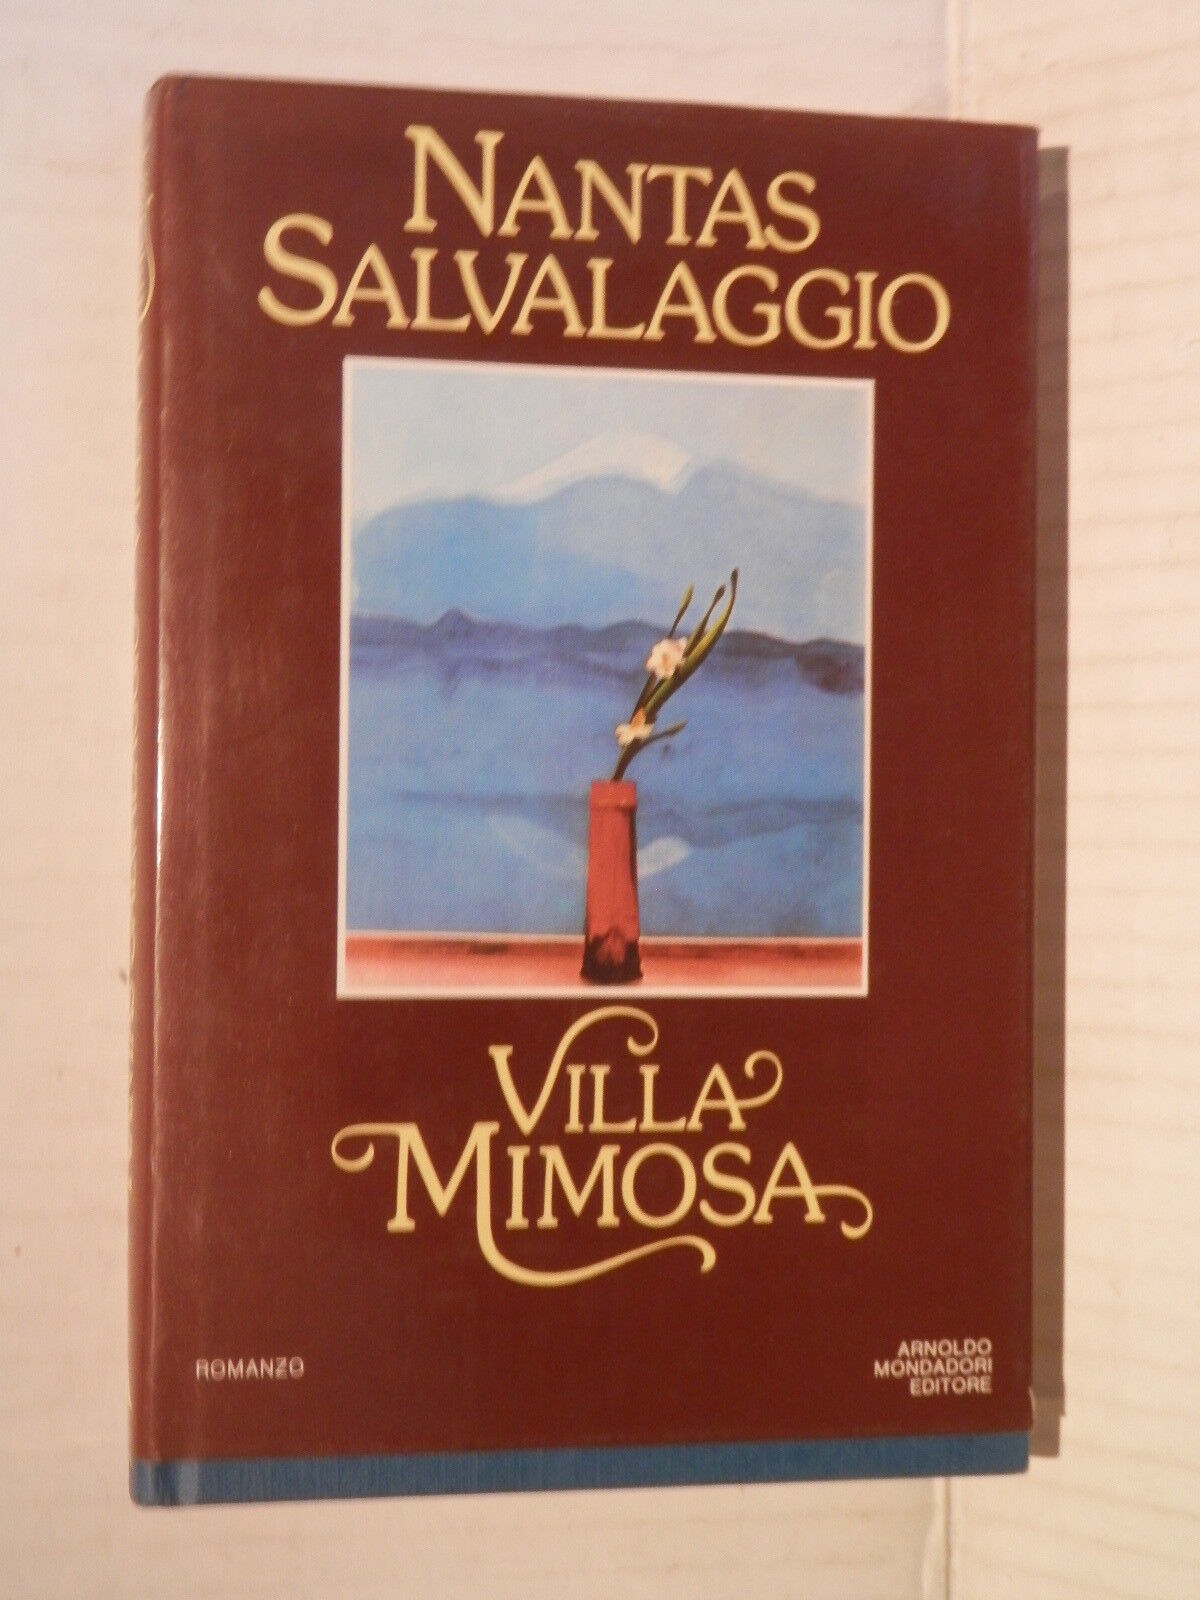 NANTAS
SALVALAGGIO
VILLA
MIMOSA
ROMANZO
ARNOLDO
MONDADORI
EDITORE